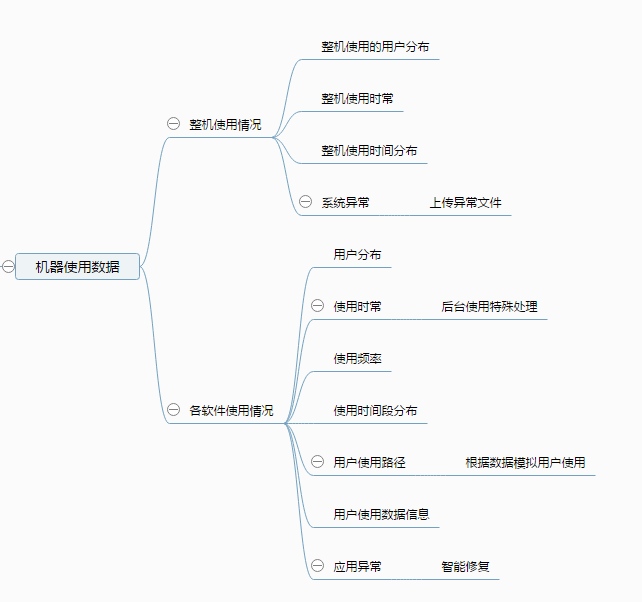 机器使用数据
整机使用情况
整机使用的用户分布
整机使用时常
整机使用时间分布
系统异常
上传异常文件
各软件使用情况
用户分布
使用时常
后台使用特殊处理
使用频率
使用时间段分布
用户使用路径
根据数据模拟用户使用
用户使用数据信息
应用异常
智能修复